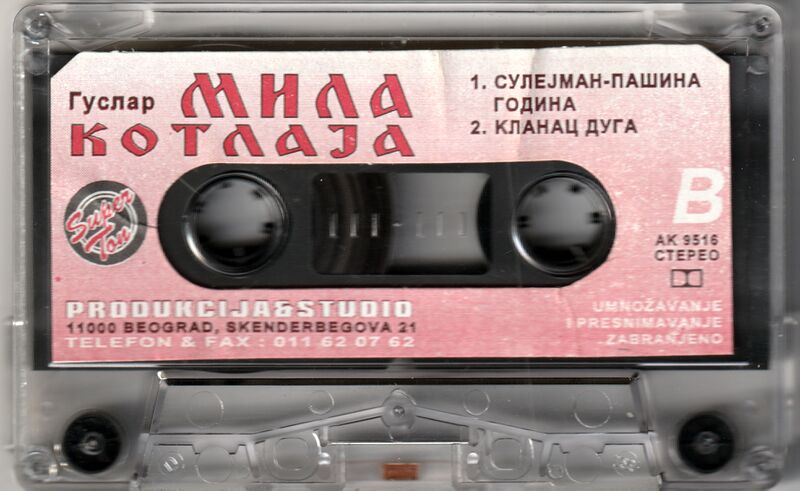 Гуслар МИЛА
КОТЛАЈА
1. СУЛЕЈМАН-ПАШИНА
ГОДИНА
2. КЛАНАЦ ДУГА
Super
Ton
B
АК 9516
СТЕРЕО
PRODUKCIJA&STUDIO
11000 BEOGRAD, SKENDERBEGOVA 21
TELEFON & FAX : 011 62 07 62
UMNOŽAVANJE
I PRESNIMAVANJE
ZABRANJENO